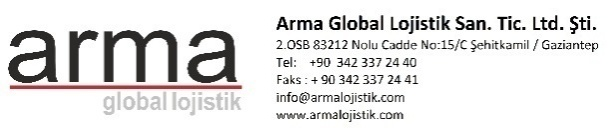 arma
global lojistik
Arma Global Lojistik San. Tic. Ltd. Şti.
2.OSB 83212 Nolu Cadde No:15/C Şehitkamil / Gaziantep
Tel: +90 342 337 24 40
Faks : + 90 342 337 24 41
info@armalojistik.com
www.armalojistik.com